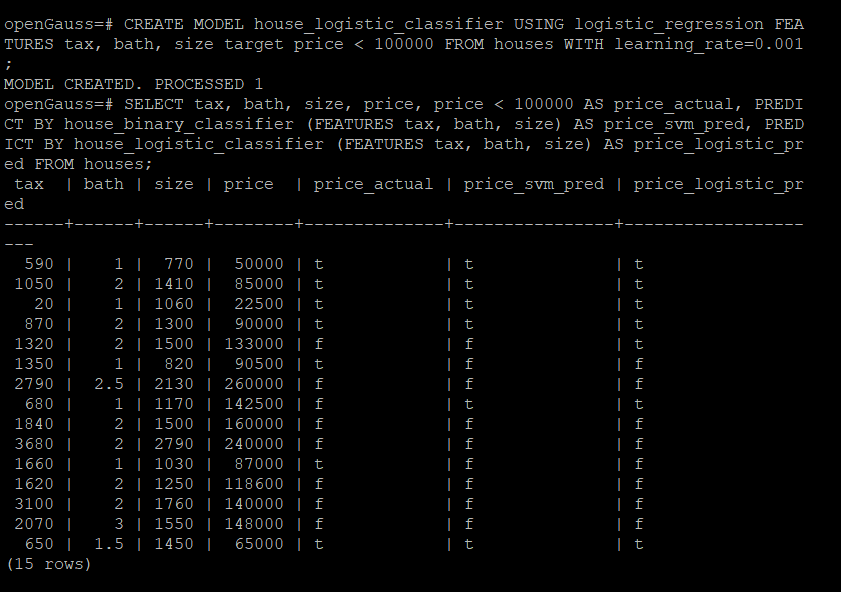 openGauss=# CREATE MODEL house_logistic_classifier USING logistic_regression FEA
TURES tax, bath, size target price < 100000 FROM houses WITH learning_rate=0.001
;
MODEL CREATED. PROCESSED 1
openGauss=# SELECT tax, bath, size, price, price < 100000 AS price_actual, PREDI
CT BY house_binary_classifier (FEATURES tax, bath, size) AS price_svm_pred, PRED
ICT BY house_logistic_classifier (FEATURES tax, bath, size) AS price_logistic_pr
ed FROM houses;
 tax  | bath | size | price  | price_actual | price_svm_pred | price_logistic_pr
ed
------+------+------+--------+--------------+----------------+------------------
---
  590 |    1 |  770 |  50000 | t            | t              | t
 1050 |    2 | 1410 |  85000 | t            | t              | t
   20 |    1 | 1060 |  22500 | t            | t              | t
  870 |    2 | 1300 |  90000 | t            | t              | t
 1320 |    2 | 1500 | 133000 | f            | f              | t
 1350 |    1 |  820 |  90500 | t            | f              | f
 2790 |  2.5 | 2130 | 260000 | f            | f              | f
  680 |    1 | 1170 | 142500 | f            | t              | t
 1840 |    2 | 1500 | 160000 | f            | f              | f
 3680 |    2 | 2790 | 240000 | f            | f              | f
 1660 |    1 | 1030 |  87000 | t            | f              | f
 1620 |    2 | 1250 | 118600 | f            | f              | f
 3100 |    2 | 1760 | 140000 | f            | f              | f
 2070 |    3 | 1550 | 148000 | f            | f              | f
  650 |  1.5 | 1450 |  65000 | t            | t              | t
(15 rows)